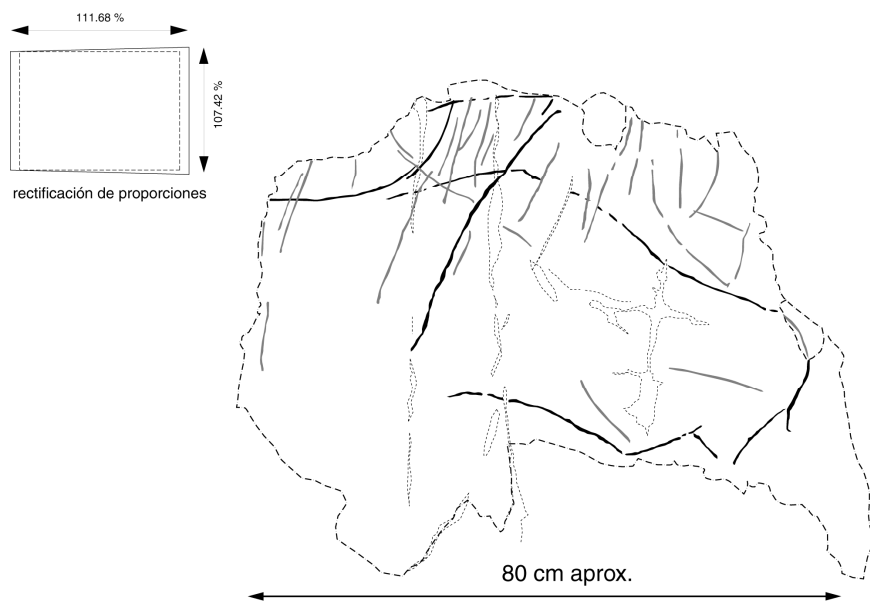 111.68 %
107.42 %
rectificación de proporciones
80 cm aprox.